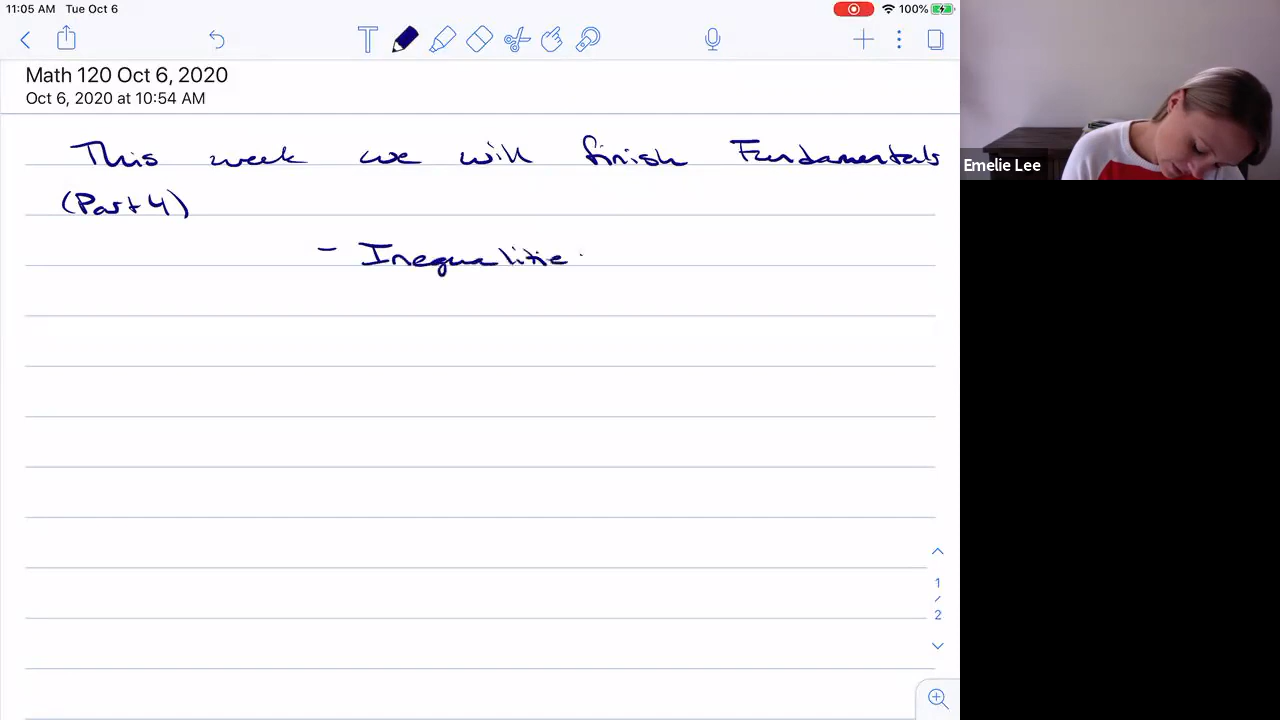 11:05 AM Tue Oct 6
100%
T
Math 120 Oct 6, 2020
Oct 6, 2020 at 10:54 AM
This week we will finish Fundamentals
(Part 4)
- Inequalitie
1
/
2
Emelie Lee